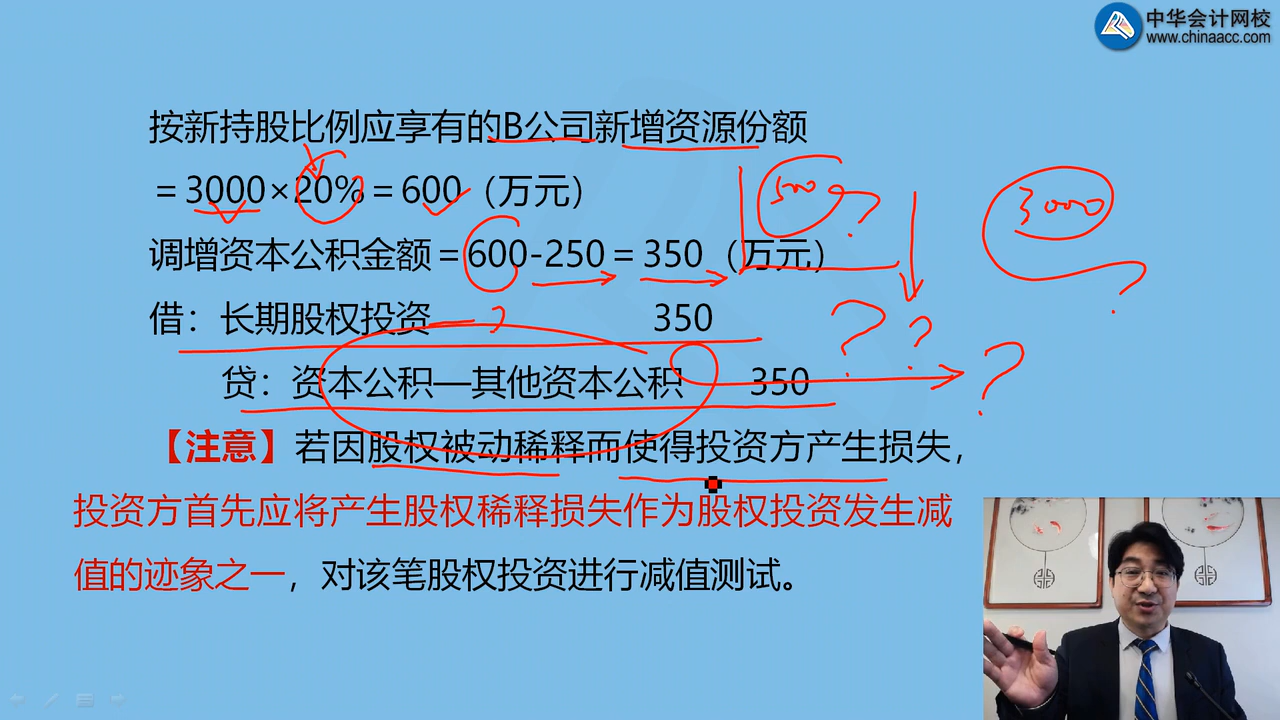 中华会计网校
www.chinaacc.com
按新持股比例应享有的B公司新增资源份额
＝3000×20%＝600（万元）
500
3000
调增资本公积金额＝600-250＝350（万元）
借：长期股权投资 350
贷：资本公积—其他资本公积 350
【注意】若因股权被动稀释而使得投资方产生损失，
投资方首先应将产生股权稀释损失作为股权投资发生减
值的迹象之一，对该笔股权投资进行减值测试。